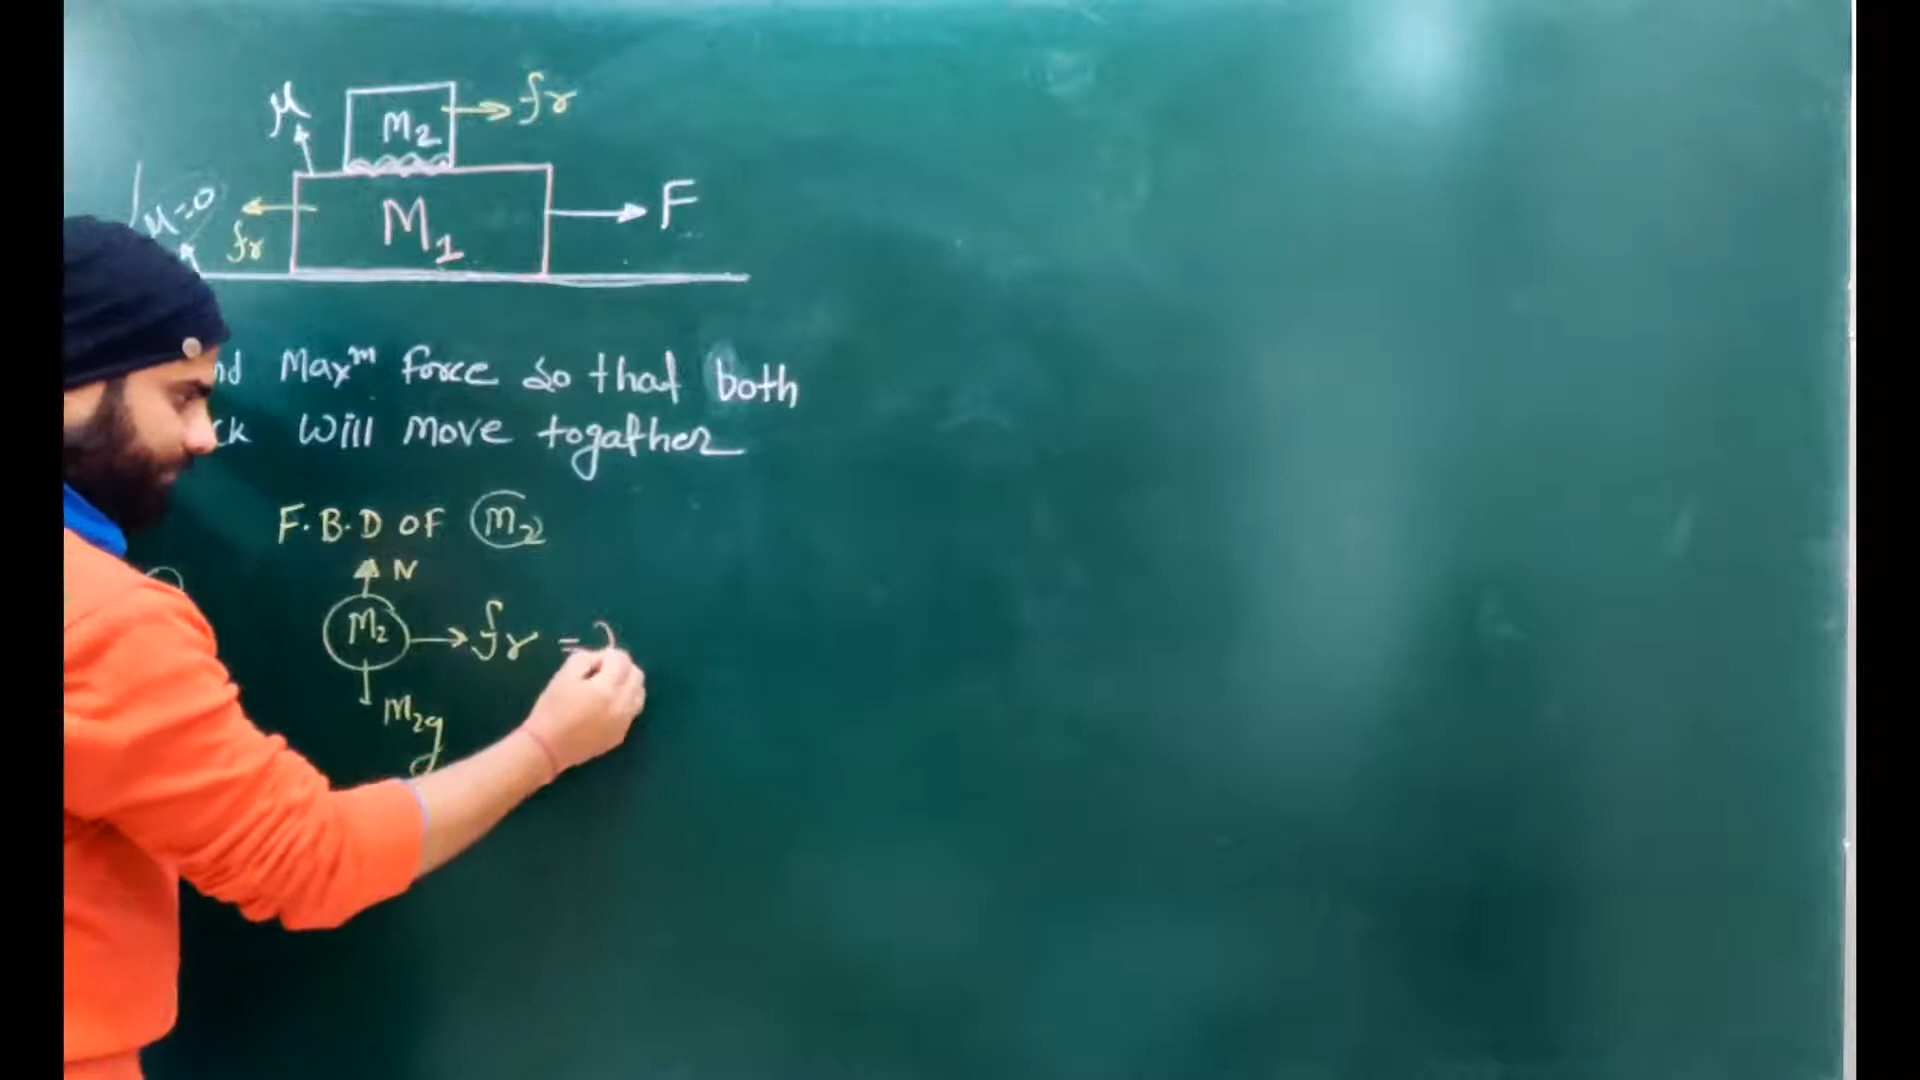 μ
M2
fr
μ=0
fr
M1
F
Maxᵐ force so that both
will move togather
F.B.D OF M2
N
M2
fr =
M2g